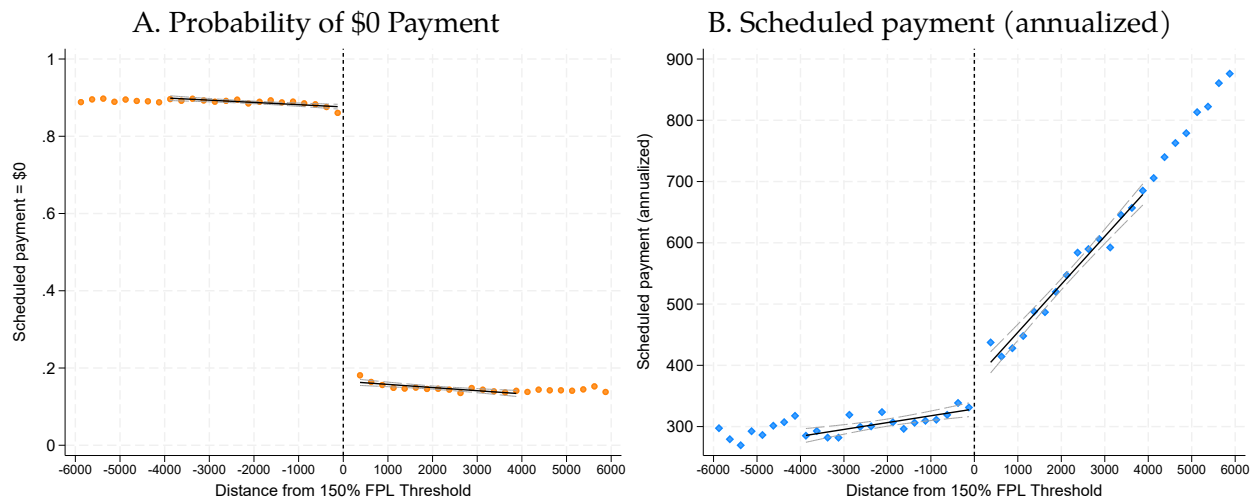 A. Probability of $0 Payment
1
.8
.6
.4
.2
0
Scheduled payment = $0
-6000 -5000 -4000 -3000 -2000 -1000 0 1000 2000 3000 4000 5000 6000
Distance from 150% FPL Threshold
B. Scheduled payment (annualized)
900
800
700
600
500
400
300
Scheduled payment (annualized)
-6000 -5000 -4000 -3000 -2000 -1000 0 1000 2000 3000 4000 5000 6000
Distance from 150% FPL Threshold